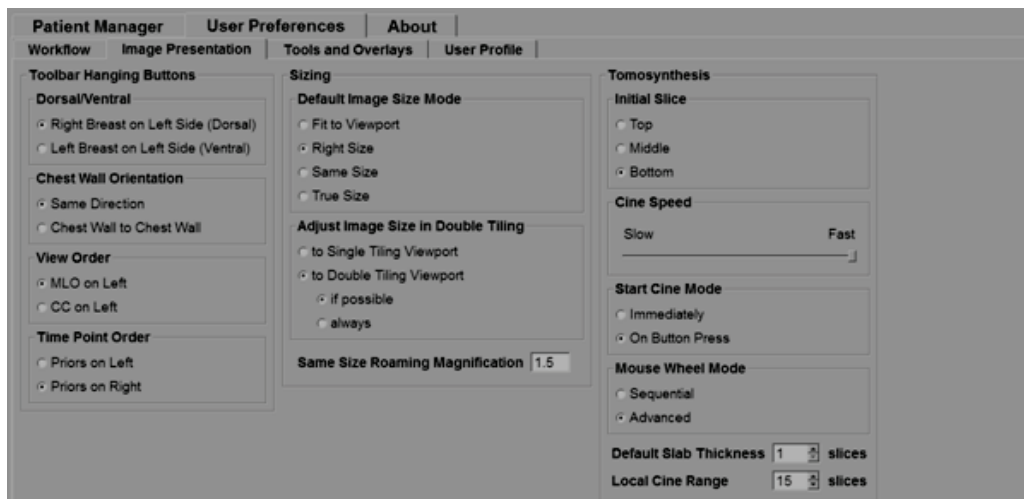 Patient Manager User Preferences About
Workflow Image Presentation Tools and Overlays User Profile
Toolbar Hanging Buttons
Dorsal/Ventral
Right Breast on Left Side (Dorsal)
Left Breast on Left Side (Ventral)
Chest Wall Orientation
Same Direction
Chest Wall to Chest Wall
View Order
MLO on Left
CC on Left
Time Point Order
Priors on Left
Priors on Right
Sizing
Default Image Size Mode
Fit to Viewport
Right Size
Same Size
True Size
Adjust Image Size in Double Tiling
to Single Tiling Viewport
to Double Tiling Viewport
if possible
always
Same Size Roaming Magnification 1.5
Tomosynthesis
Initial Slice
Top
Middle
Bottom
Cine Speed
Slow Fast
Start Cine Mode
Immediately
On Button Press
Mouse Wheel Mode
Sequential
Advanced
Default Slab Thickness 1 slices
Local Cine Range 15 slices